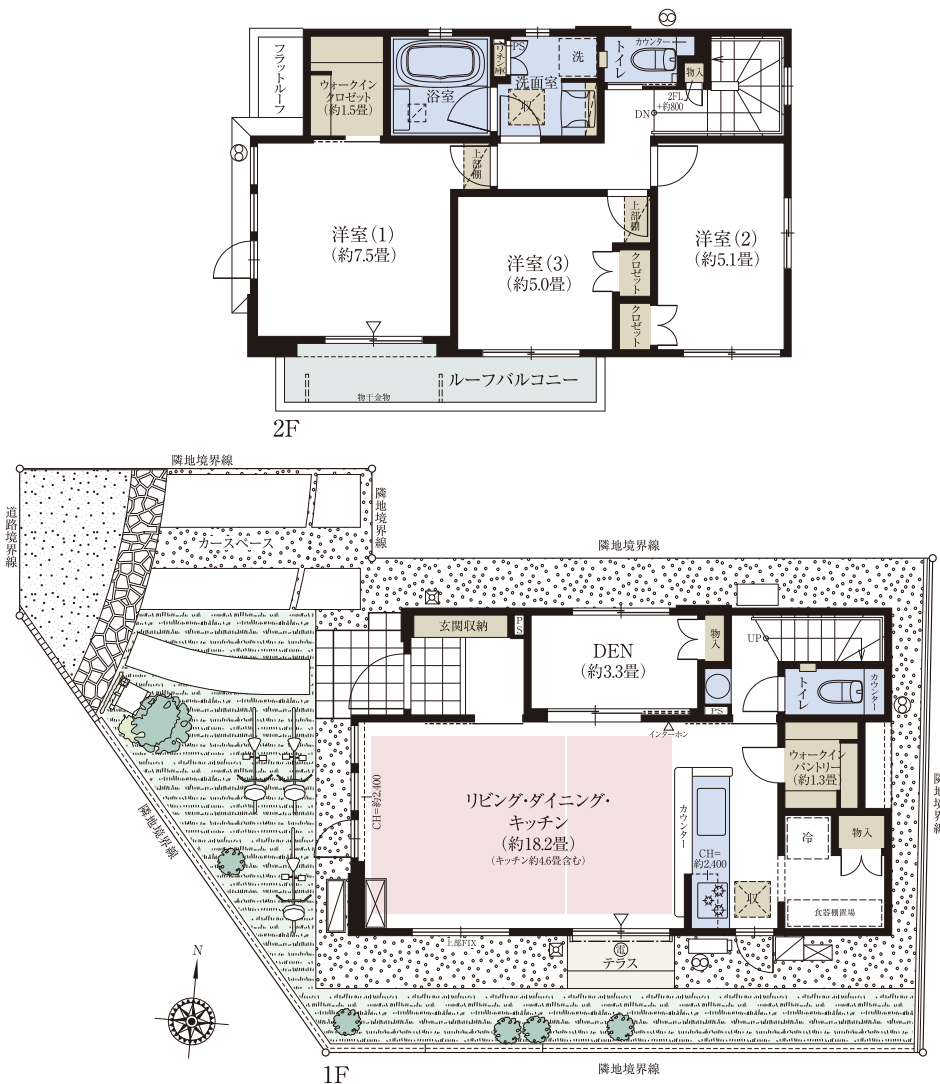 フラットルーフ
ウォークイン
クロゼット
(約1.5畳)
浴室
リネン庫
PS
洗面室
洗
収
トイレ
カウンター
物入
2FL
+約800
DN
上部棚
洋室(1)
(約7.5畳)
洋室(3)
(約5.0畳)
上部棚
クロゼット
クロゼット
洋室(2)
(約5.1畳)
ルーフバルコニー
物干金物
2F
隣地境界線
道路境界線
隣地境界線
カースペース
隣地境界線
玄関収納
PS
DEN
(約3.3畳)
物入
UP
PS
トイレ
カウンター
インターホン
ウォークイン
パントリー
(約1.3畳)
CH=約2,400
リビング・ダイニング・
キッチン
(約18.2畳)
(キッチン約4.6畳含む)
カウンター
CH=
約2,400
収
冷
物入
食器棚置場
隣地境界線
隣地境界線
上部FIX
電
テラス
N
隣地境界線
1F